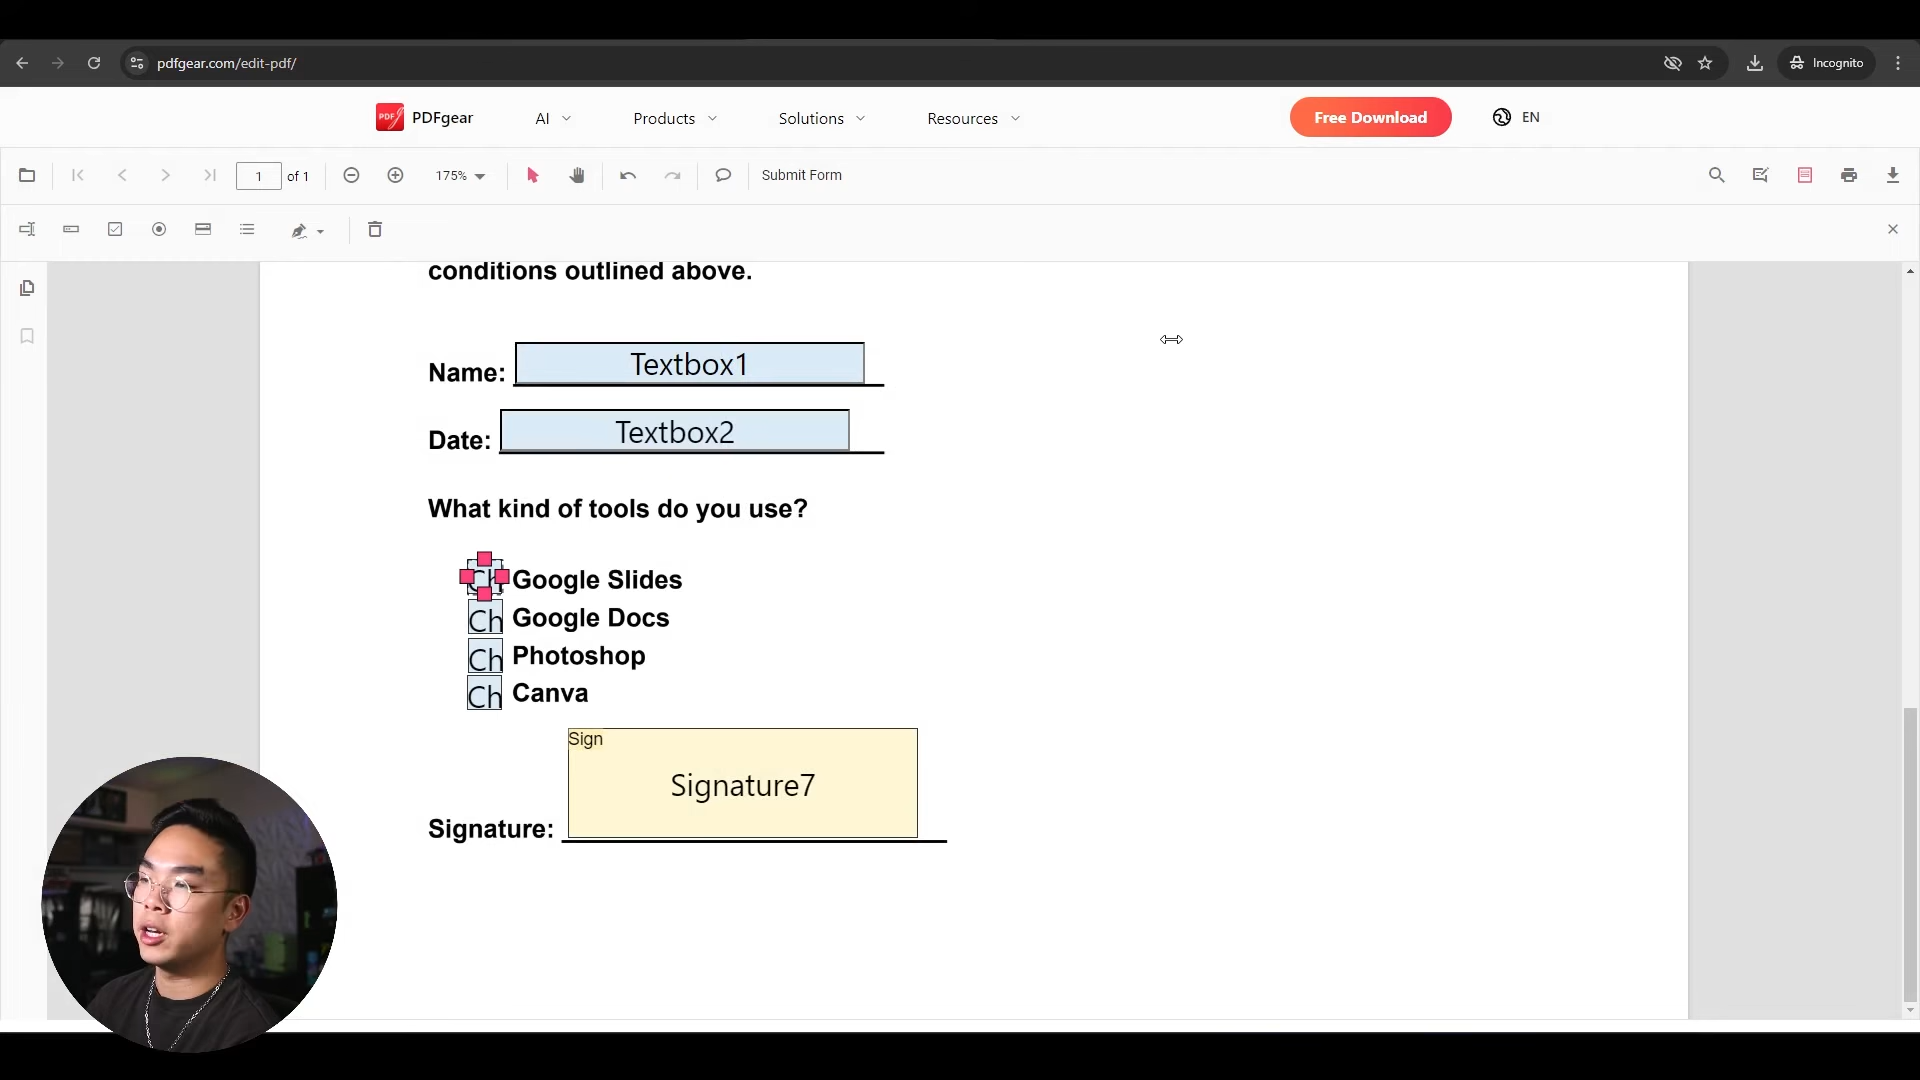 pdfgear.com/edit-pdf/
Incognito
PDF PDFgear AI Products Solutions Resources Free Download EN
1 of 1 175% Submit Form
conditions outlined above.
Name: Textbox1
Date: Textbox2
What kind of tools do you use?
Ch Google Slides
Ch Google Docs
Ch Photoshop
Ch Canva
Sign
Signature7
Signature: